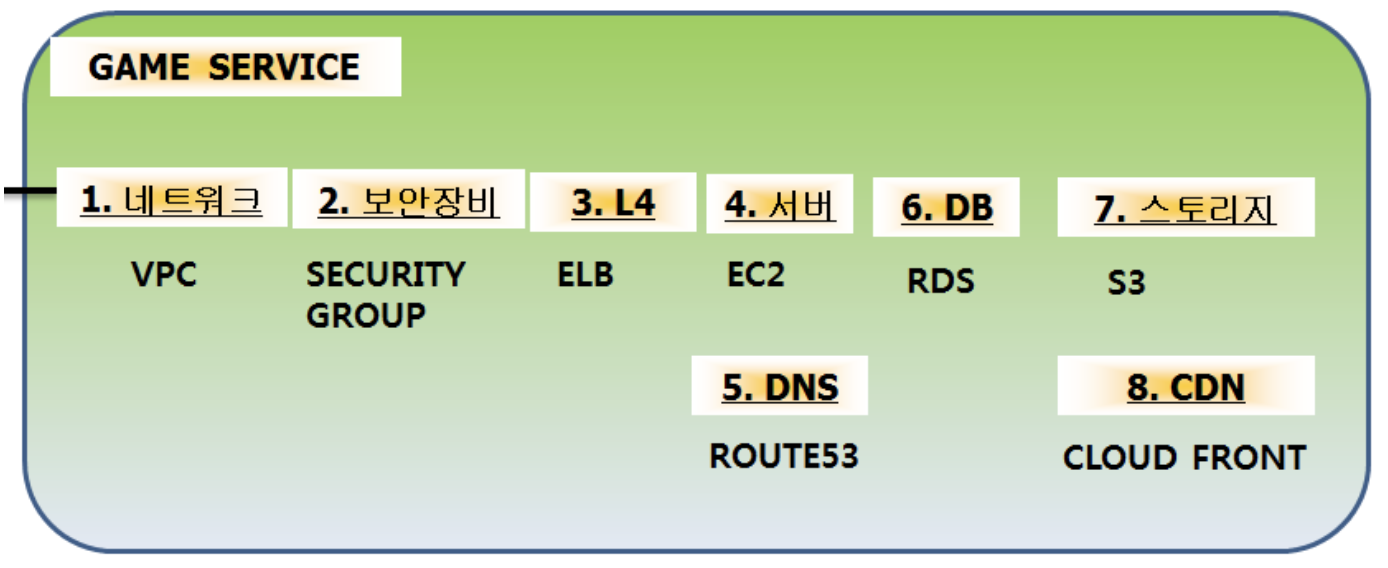 GAME SERVICE
1. 네트워크
2. 보안장비
3. L4
4. 서버
6. DB
7. 스토리지
VPC
SECURITY
GROUP
ELB
EC2
RDS
S3
5. DNS
8. CDN
ROUTE53
CLOUD FRONT